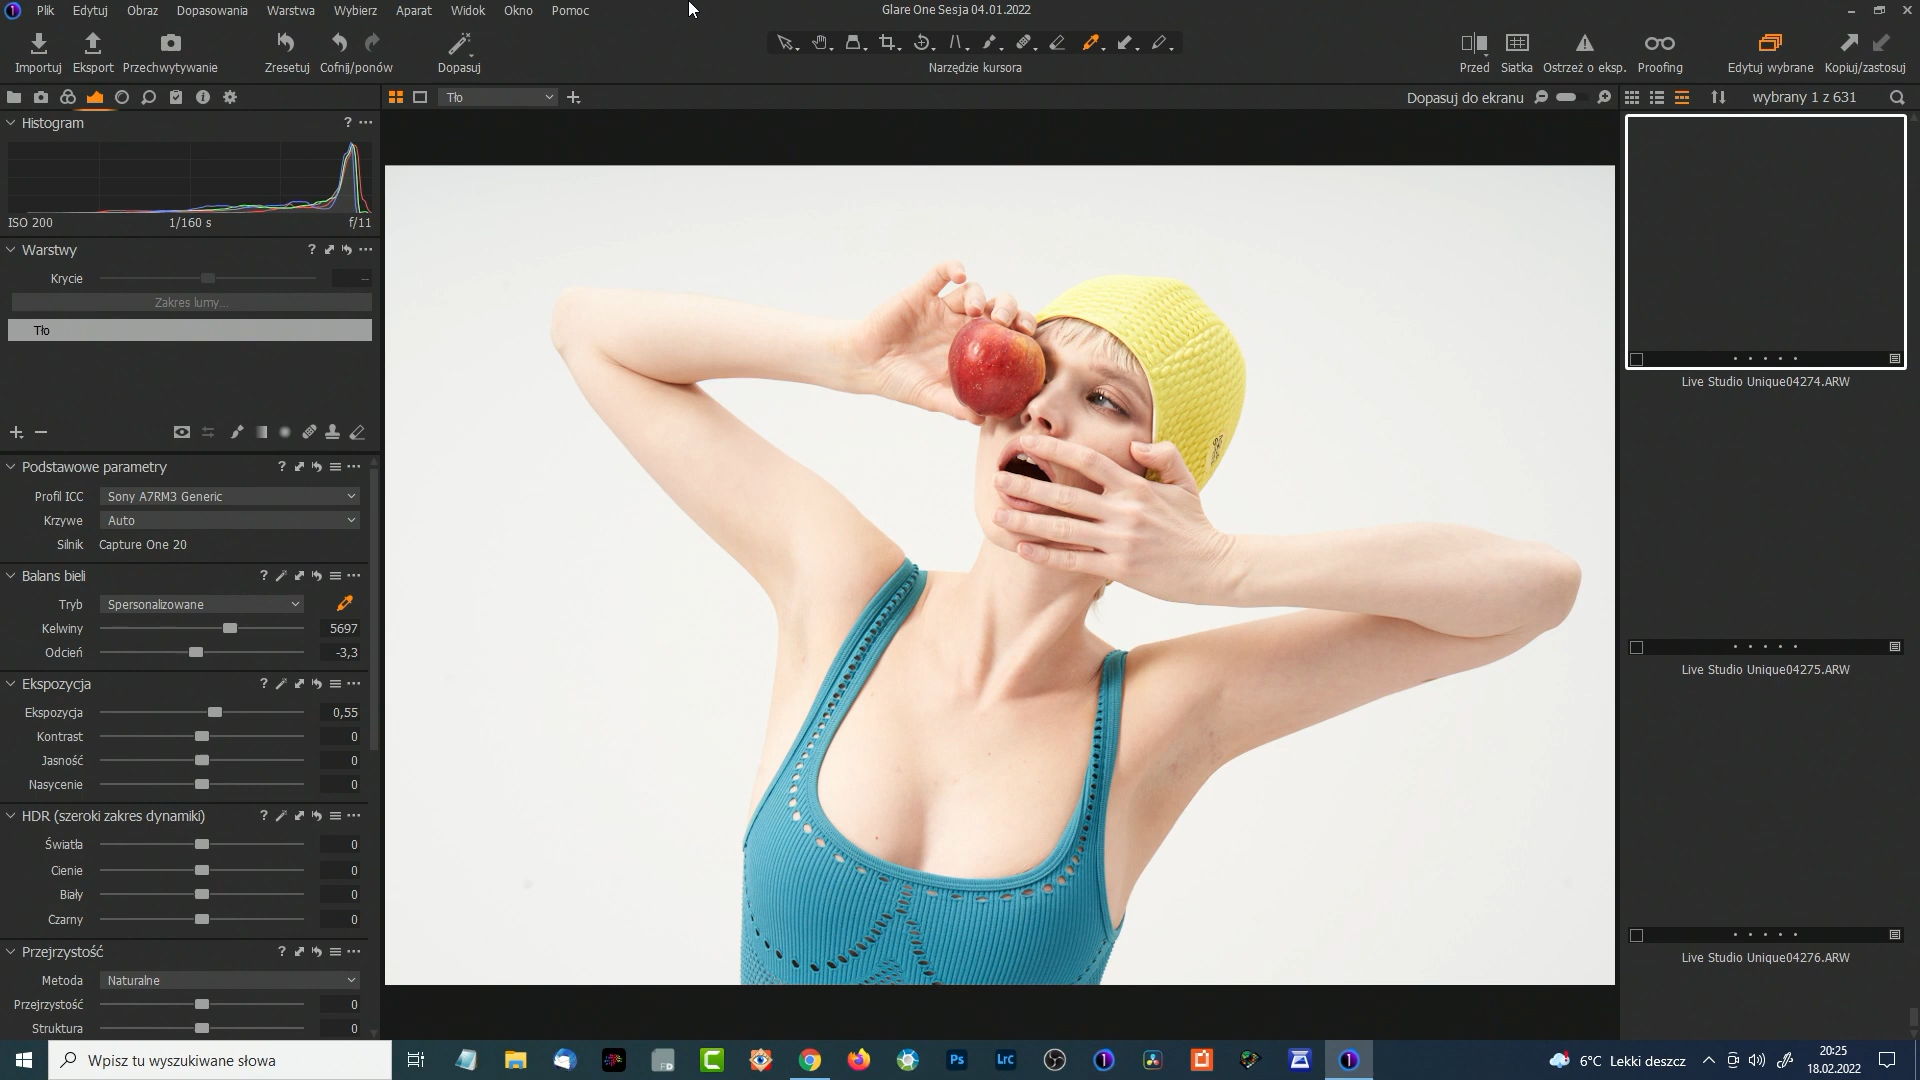 Plik Edytuj Obraz Dopasowania Warstwa Wybierz Aparat Widok Okno Pomoc
Glare One Sesja 04.01.2022
Importuj Eksport Przechwytywanie Zresetuj Cofnij/ponów Dopasuj
Narzędzie kursora
Przed Siatka Ostrzeż o eksp. Proofing Edytuj wybrane Kopiuj/zastosuj
Tło
Dopasuj do ekranu
wybrany 1 z 631
Histogram
ISO 200 1/160 s f/11
Warstwy
Krycie --
Zakres lumy...
Tło
Podstawowe parametry
Profil ICC Sony A7RM3 Generic
Krzywe Auto
Silnik Capture One 20
Balans bieli
Tryb Spersonalizowane
Kelwiny 5697
Odcień -3,3
Ekspozycja
Ekspozycja 0,55
Kontrast 0
Jasność 0
Nasycenie 0
HDR (szeroki zakres dynamiki)
Światła 0
Cienie 0
Biały 0
Czarny 0
Przejrzystość
Metoda Naturalne
Przejrzystość 0
Struktura 0
Live Studio Unique04274.ARW
Live Studio Unique04275.ARW
Live Studio Unique04276.ARW
Wpisz tu wyszukiwane słowa
FD
Ps
Lrc
6°C Lekki deszcz
20:25
18.02.2022